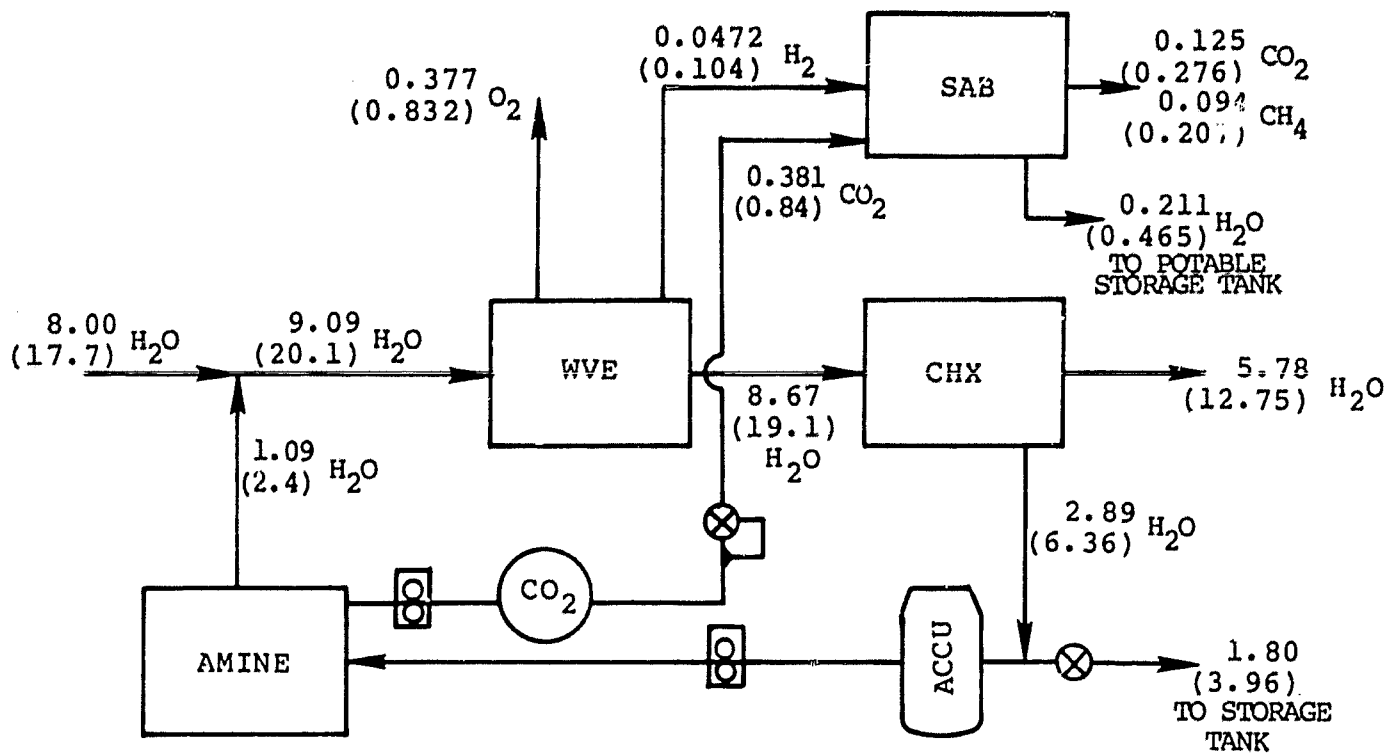 0.377
(0.832) O2
0.0472
(0.104) H2
SAB
0.125
(0.276) CO2
0.094
CH4
0.381
(0.84) CO2
0.211
(0.465) H2O
TO POTABLE
STORAGE TANK
8.00
(17.7) H2O
9.09
(20.1) H2O
WVE
8.67
(19.1)
H2O
CHX
5.78
(12.75) H2O
1.09
(2.4) H2O
2.89
(6.36) H2O
CO2
AMINE
ACCU
1.80
(3.96)
TO STORAGE
TANK